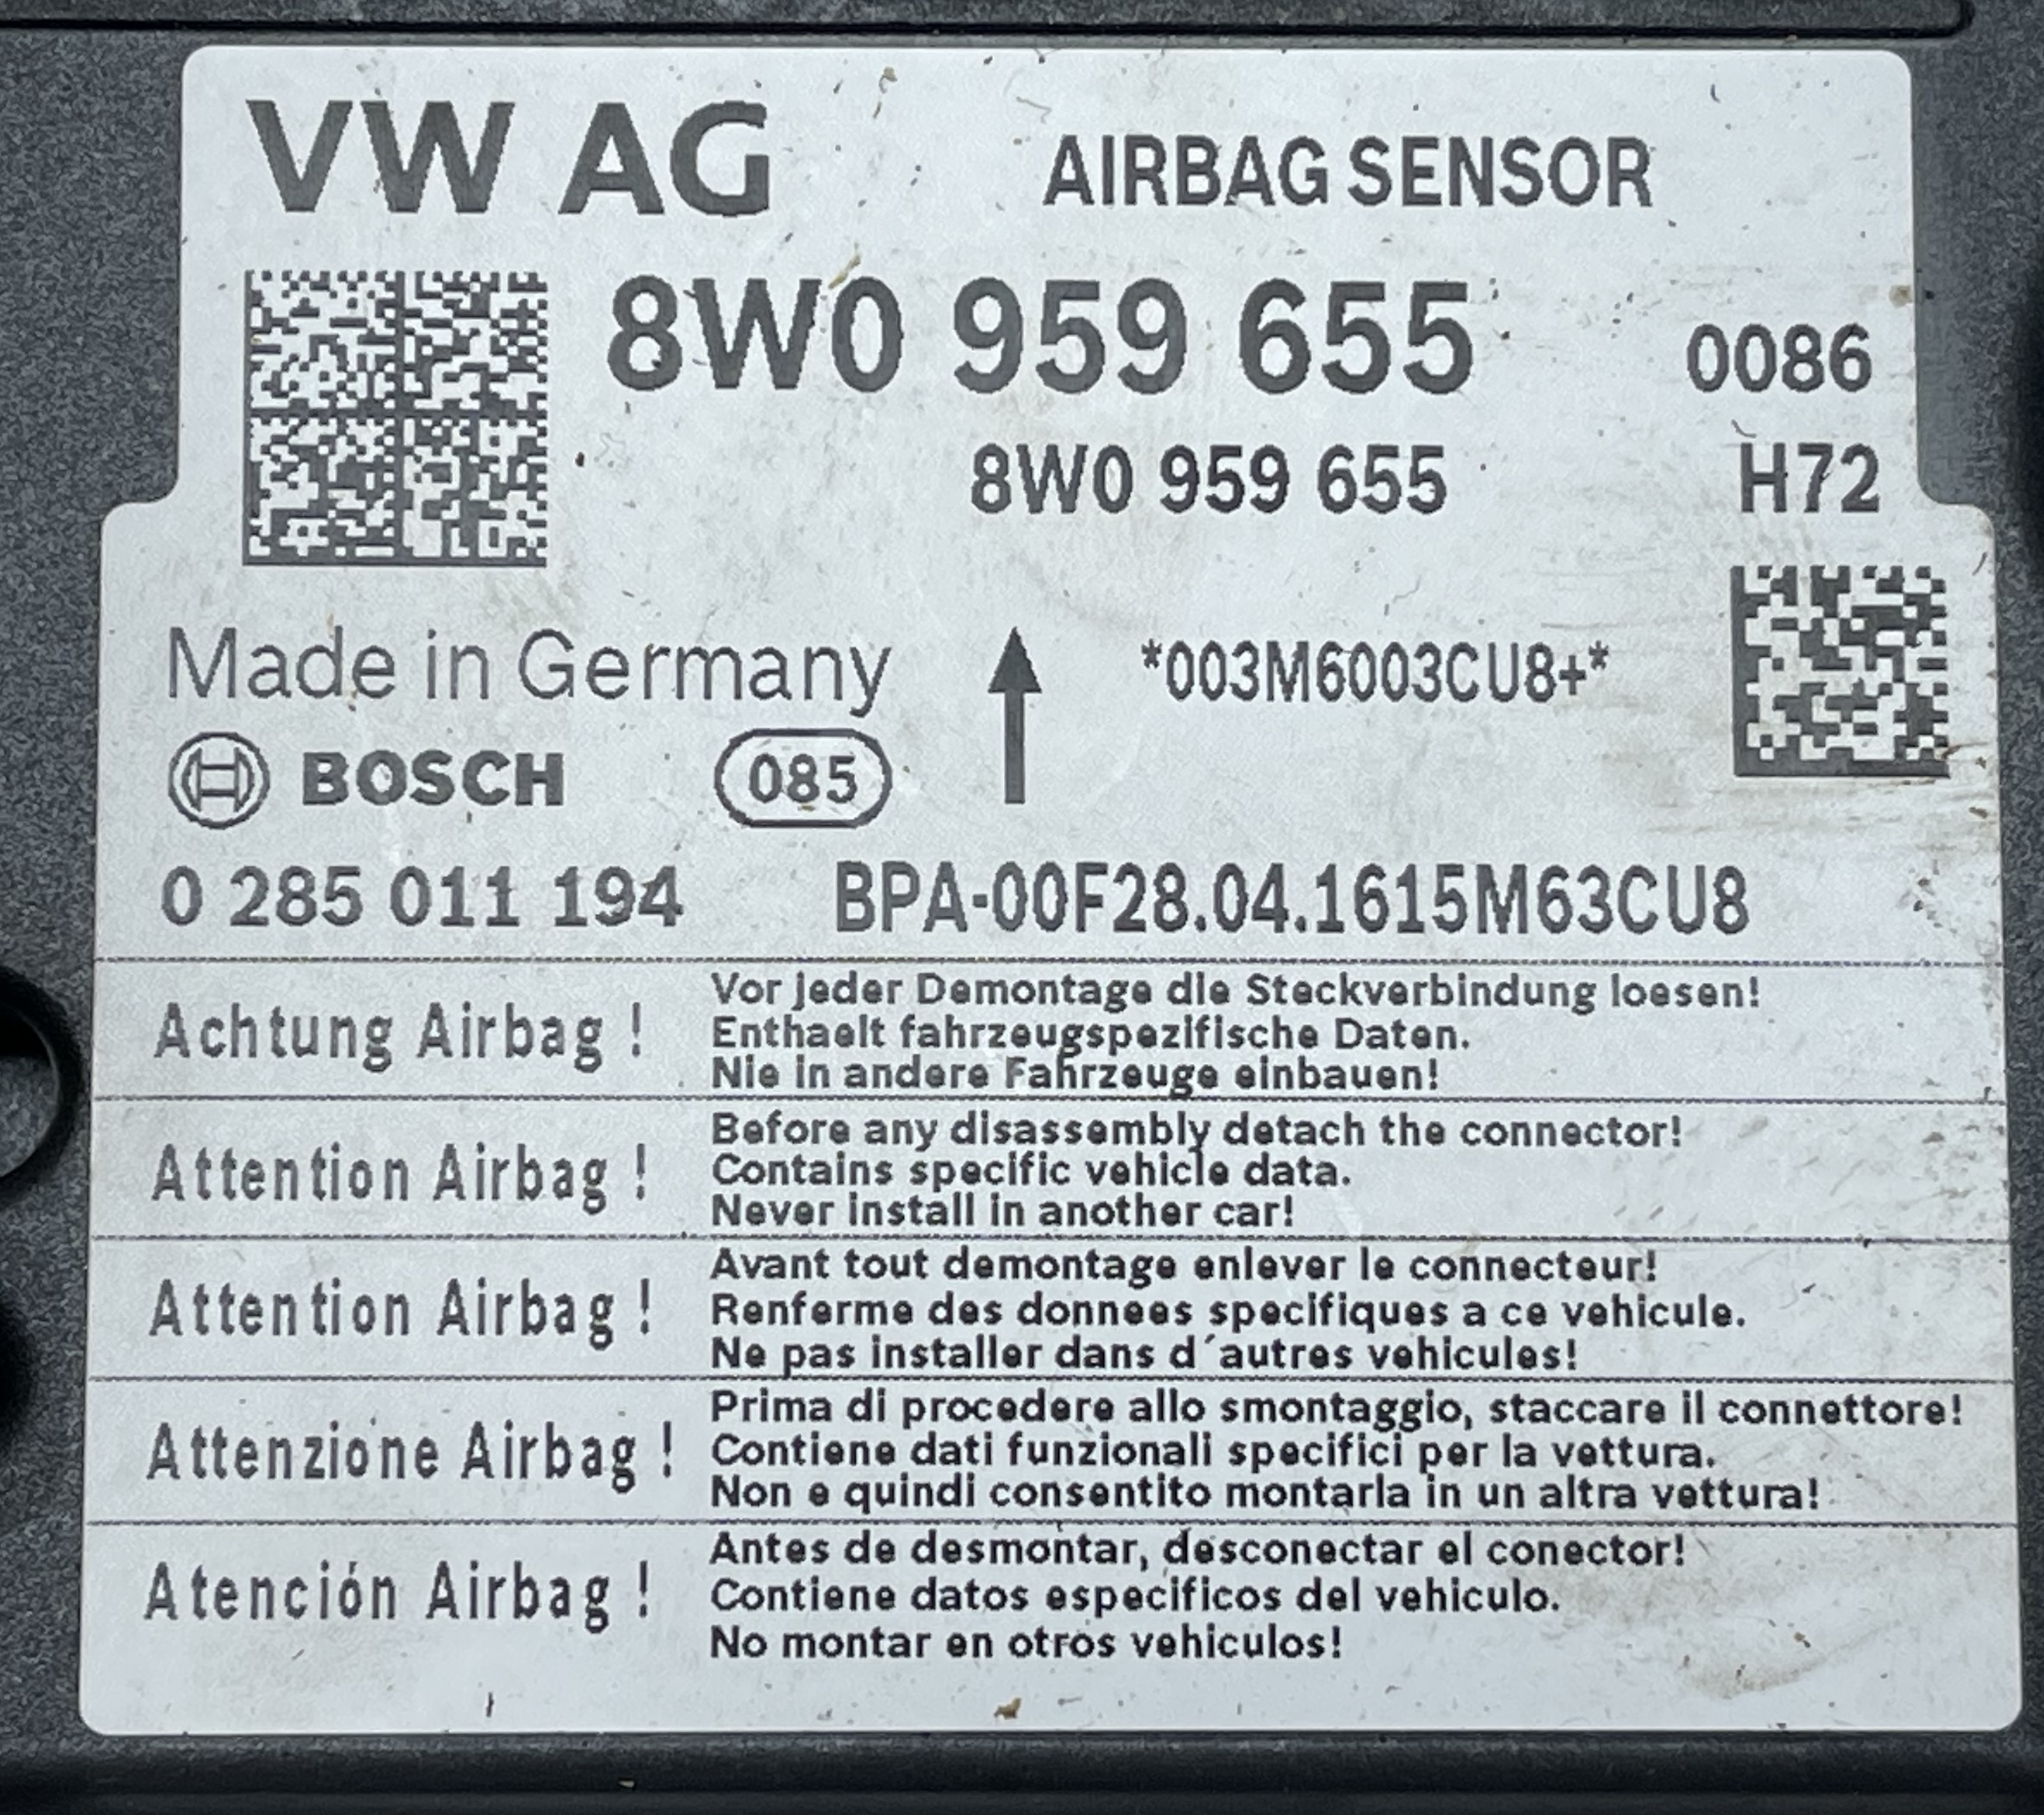 VW AG
AIRBAG SENSOR
8W0 959 655
0086
8W0 959 655
H72
Made in Germany
*003M6003CU8+*
BOSCH
085
0 285 011 194
BPA-00F28.04.1615M63CU8
Achtung Airbag !
Vor jeder Demontage die Steckverbindung loesen!
Enthaelt fahrzeugspezifische Daten.
Nie in andere Fahrzeuge einbauen!
Attention Airbag !
Before any disassembly detach the connector!
Contains specific vehicle data.
Never install in another car!
Attention Airbag !
Avant tout demontage enlever le connecteur!
Renferme des donnees specifiques a ce vehicule.
Ne pas installer dans d´autres vehicules!
Attenzione Airbag !
Prima di procedere allo smontaggio, staccare il connettore!
Contiene dati funzionali specifici per la vettura.
Non e quindi consentito montarla in un altra vettura!
Atención Airbag !
Antes de desmontar, desconectar el conector!
Contiene datos especificos del vehiculo.
No montar en otros vehiculos!